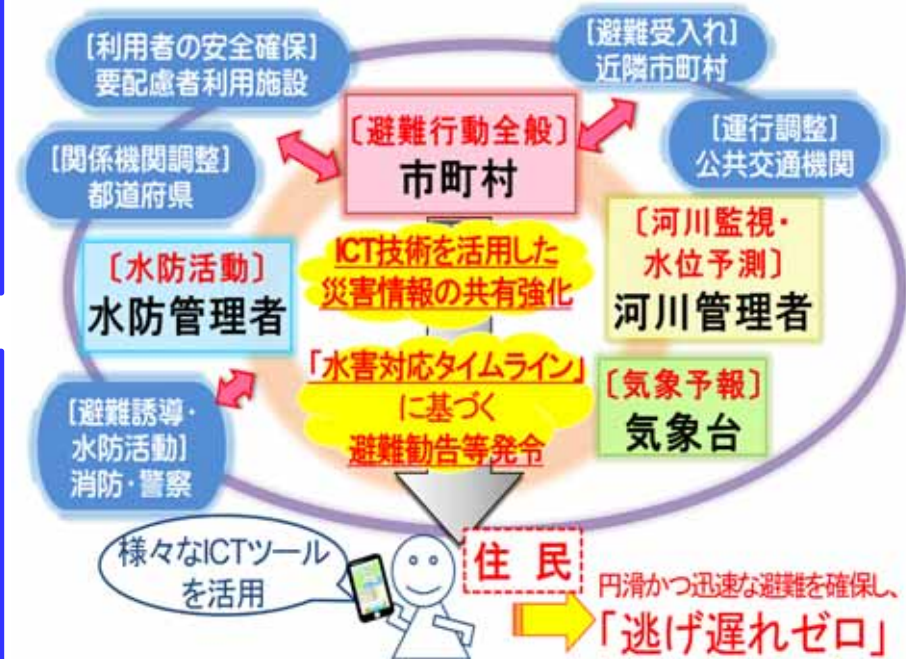 ［利用者の安全確保］
要配慮者利用施設
［避難受入れ］
近隣市町村
［関係機関調整］
都道府県
〔避難行動全般〕
市町村
［運行調整］
公共交通機関
〔水防活動〕
水防管理者
ICT技術を活用した
災害情報の共有強化
〔河川監視・
水位予測〕
河川管理者
「水害対応タイムライン」
に基づく
避難勧告等発令
〔気象予報〕
気象台
［避難誘導・
水防活動］
消防・警察
様々なICTツール
を活用
住 民
円滑かつ迅速な避難を確保し、
「逃げ遅れゼロ」